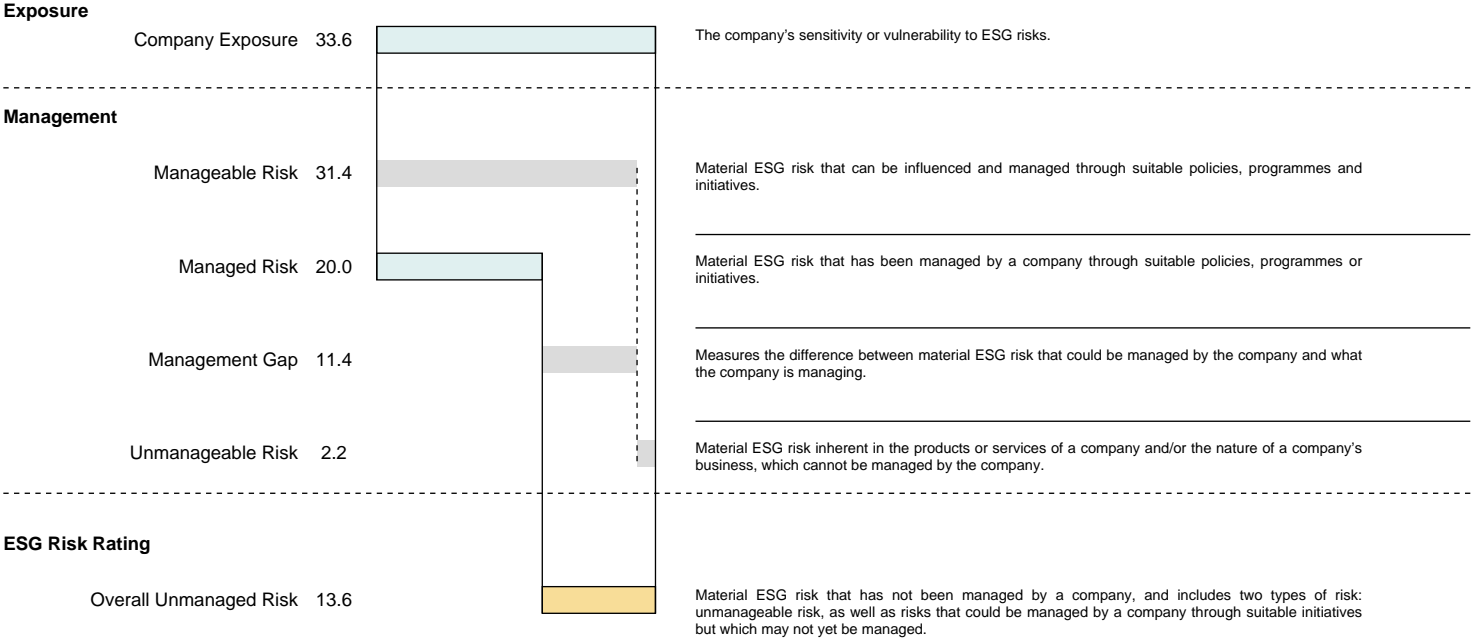 Exposure
Company Exposure 33.6
The company’s sensitivity or vulnerability to ESG risks.
Management
Manageable Risk 31.4
Material ESG risk that can be influenced and managed through suitable policies, programmes and
initiatives.
Managed Risk 20.0
Material ESG risk that has been managed by a company through suitable policies, programmes or
initiatives.
Management Gap 11.4
Measures the difference between material ESG risk that could be managed by the company and what
the company is managing.
Unmanageable Risk 2.2
Material ESG risk inherent in the products or services of a company and/or the nature of a company’s
business, which cannot be managed by the company.
ESG Risk Rating
Overall Unmanaged Risk 13.6
Material ESG risk that has not been managed by a company, and includes two types of risk:
unmanageable risk, as well as risks that could be managed by a company through suitable initiatives
but which may not yet be managed.